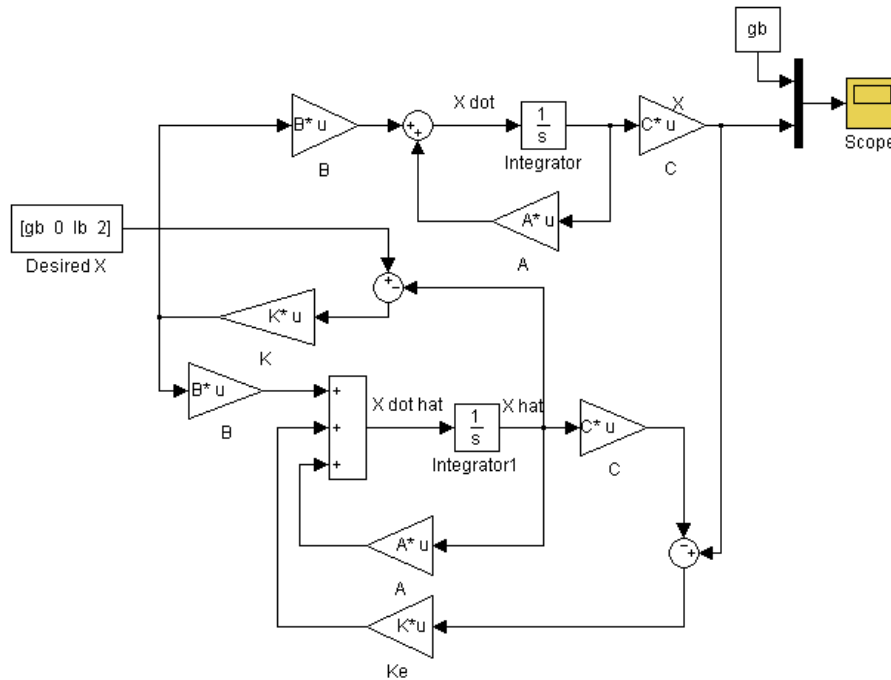 gb
X dot
X
B* u
+
+
1
s
C* u
Scope
Integrator
B
C
A* u
[gb 0 lb 2]
A
Desired X
+
−
K* u
K
B* u
+
X dot hat
X hat
B
+
1
s
C* u
+
Integrator1
C
−
+
A* u
A
K*u
Ke